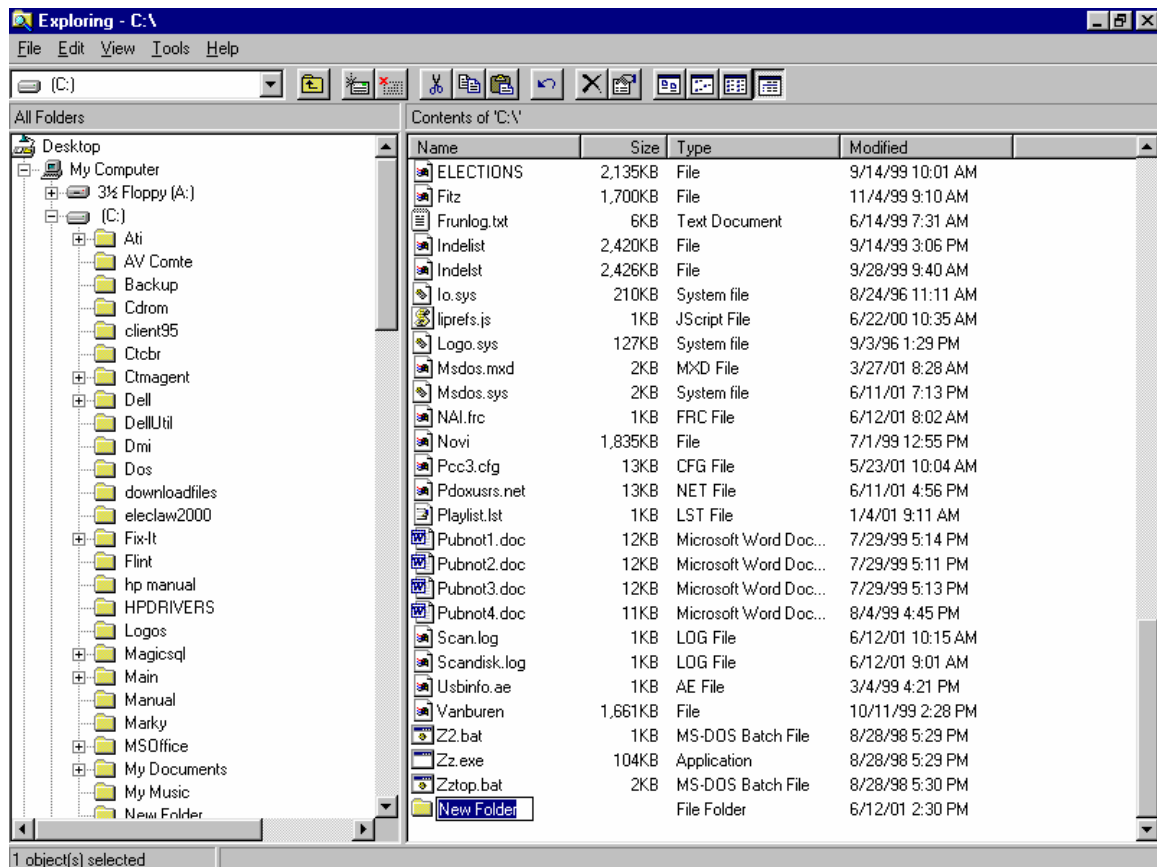 Exploring - C:\
File Edit View Tools Help
(C:)
All Folders
Contents of 'C:\'
Desktop
My Computer
3½ Floppy (A:)
(C:)
Ati
AV Comte
Backup
Cdrom
client95
Ctcbr
Ctmagent
Dell
DellUtil
Dmi
Dos
downloadfiles
eleclaw2000
Fix-It
Flint
hp manual
HPDRIVERS
Logos
Magicsql
Main
Manual
Marky
MSOffice
My Documents
My Music
New Folder
Name Size Type Modified
ELECTIONS 2,135KB File 9/14/99 10:01 AM
Fitz 1,700KB File 11/4/99 9:10 AM
Frunlog.txt 6KB Text Document 6/14/99 7:31 AM
Indelist 2,420KB File 9/14/99 3:06 PM
Indelst 2,426KB File 9/28/99 9:40 AM
Io.sys 210KB System file 8/24/96 11:11 AM
liprefs.js 1KB JScript File 6/22/00 10:35 AM
Logo.sys 127KB System file 9/3/96 1:29 PM
Msdos.mxd 2KB MXD File 3/27/01 8:28 AM
Msdos.sys 2KB System file 6/11/01 7:13 PM
NAI.frc 1KB FRC File 6/12/01 8:02 AM
Novi 1,835KB File 7/1/99 12:55 PM
Pcc3.cfg 13KB CFG File 5/23/01 10:04 AM
Pdoxusrs.net 13KB NET File 6/11/01 4:56 PM
Playlist.lst 1KB LST File 1/4/01 9:11 AM
Pubnot1.doc 12KB Microsoft Word Doc... 7/29/99 5:14 PM
Pubnot2.doc 12KB Microsoft Word Doc... 7/29/99 5:11 PM
Pubnot3.doc 12KB Microsoft Word Doc... 7/29/99 5:13 PM
Pubnot4.doc 11KB Microsoft Word Doc... 8/4/99 4:45 PM
Scan.log 1KB LOG File 6/12/01 10:15 AM
Scandisk.log 1KB LOG File 6/12/01 9:01 AM
Usbinfo.ae 1KB AE File 3/4/99 4:21 PM
Vanburen 1,661KB File 10/11/99 2:28 PM
Z2.bat 1KB MS-DOS Batch File 8/28/98 5:29 PM
Zz.exe 104KB Application 8/28/98 5:29 PM
Zztop.bat 2KB MS-DOS Batch File 8/28/98 5:30 PM
New Folder File Folder 6/12/01 2:30 PM
1 object(s) selected